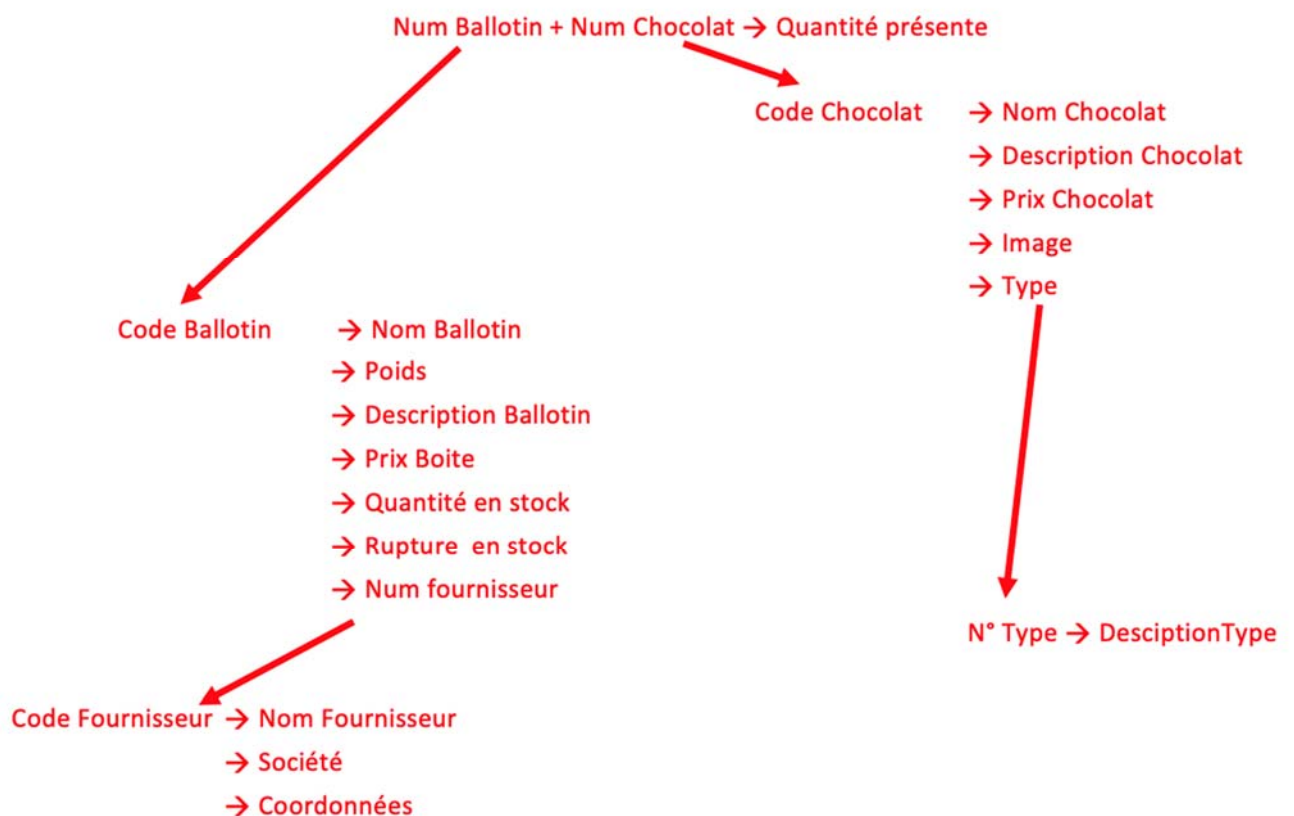 Num Ballotin + Num Chocolat → Quantité présente
Code Chocolat → Nom Chocolat
→ Description Chocolat
→ Prix Chocolat
→ Image
→ Type
Code Ballotin → Nom Ballotin
→ Poids
→ Description Ballotin
→ Prix Boite
→ Quantité en stock
→ Rupture en stock
→ Num fournisseur
N° Type → DesciptionType
Code Fournisseur → Nom Fournisseur
→ Société
→ Coordonnées